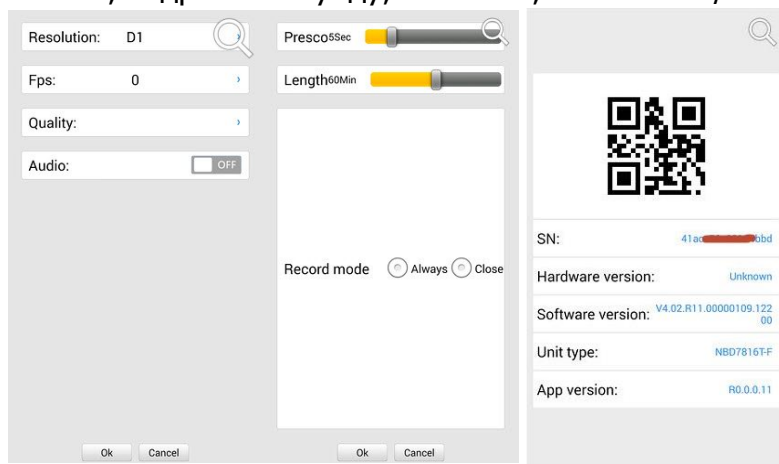 Resolution: D1
Fps: 0
Quality:
Audio: OFF
Ok Cancel
Presco5Sec
Length60Min
Record mode Always Close
Ok Cancel
SN:
Hardware version: Unknown
Software version: V4.02.R11.00000109.122
00
Unit type: NBD7816T-F
App version: R0.0.0.11